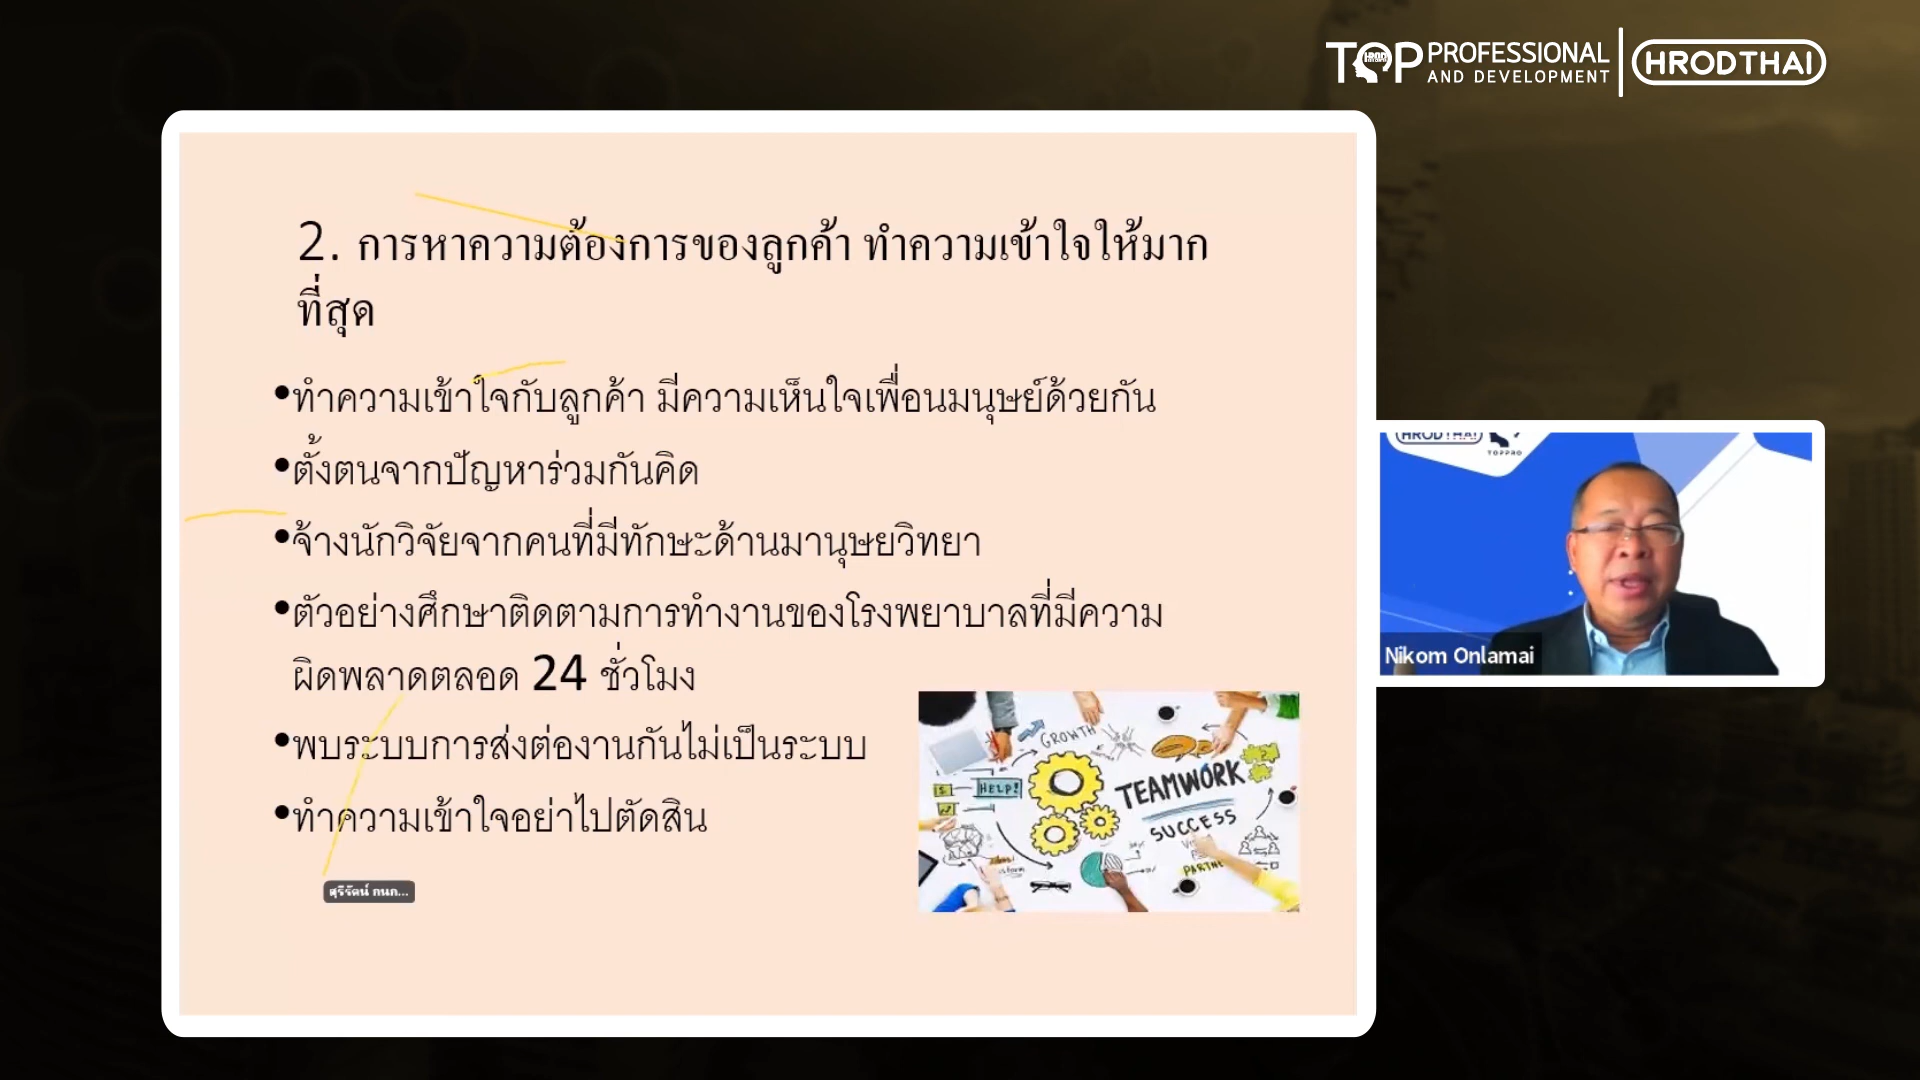 TOP PROFESSIONAL AND DEVELOPMENT
HRODTHAI
2. การหาความต้องการของลูกค้า ทำความเข้าใจให้มาก
ที่สุด
•ทำความเข้าใจกับลูกค้า มีความเห็นใจเพื่อนมนุษย์ด้วยกัน
•ตั้งตนจากปัญหาร่วมกันคิด
•จ้างนักวิจัยจากคนที่มีทักษะด้านมานุษยวิทยา
•ตัวอย่างศึกษาติดตามการทำงานของโรงพยาบาลที่มีความ
ผิดพลาดตลอด 24 ชั่วโมง
•พบระบบการส่งต่องานกันไม่เป็นระบบ
•ทำความเข้าใจอย่าไปตัดสิน
สุริรัตน์ กนก...
GROWTH
HELP!
TEAMWORK
SUCCESS
HRODTHAI
TOPPRO
Nikom Onlamai